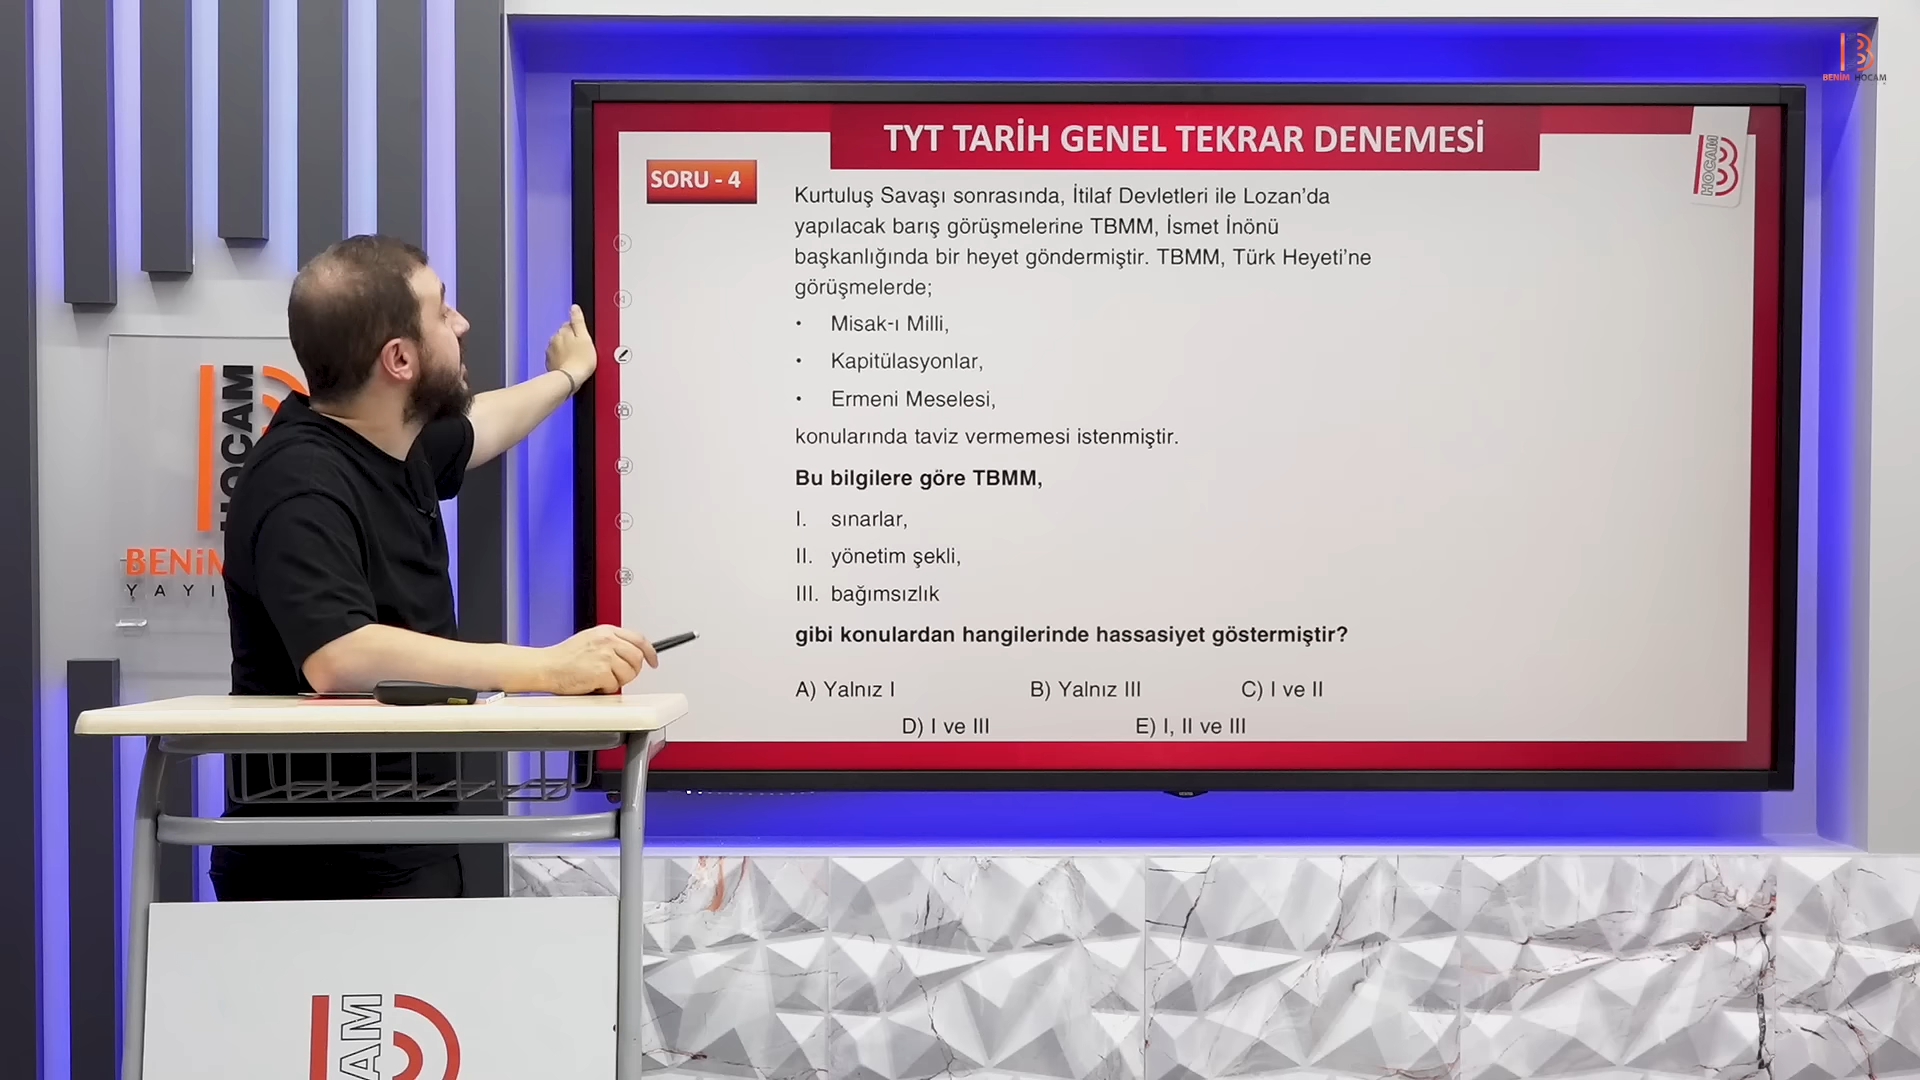 BENİM HOCAM
TYT TARİH GENEL TEKRAR DENEMESİ
HOCAM
SORU - 4
Kurtuluş Savaşı sonrasında, İtilaf Devletleri ile Lozan’da
yapılacak barış görüşmelerine TBMM, İsmet İnönü
başkanlığında bir heyet göndermiştir. TBMM, Türk Heyeti’ne
görüşmelerde;
• Misak-ı Milli,
• Kapitülasyonlar,
• Ermeni Meselesi,
konularında taviz vermemesi istenmiştir.
Bu bilgilere göre TBMM,
I. sınarlar,
II. yönetim şekli,
III. bağımsızlık
gibi konulardan hangilerinde hassasiyet göstermiştir?
A) Yalnız I B) Yalnız III C) I ve II
D) I ve III E) I, II ve III
HOCAM
BENİM
YAYI
AM